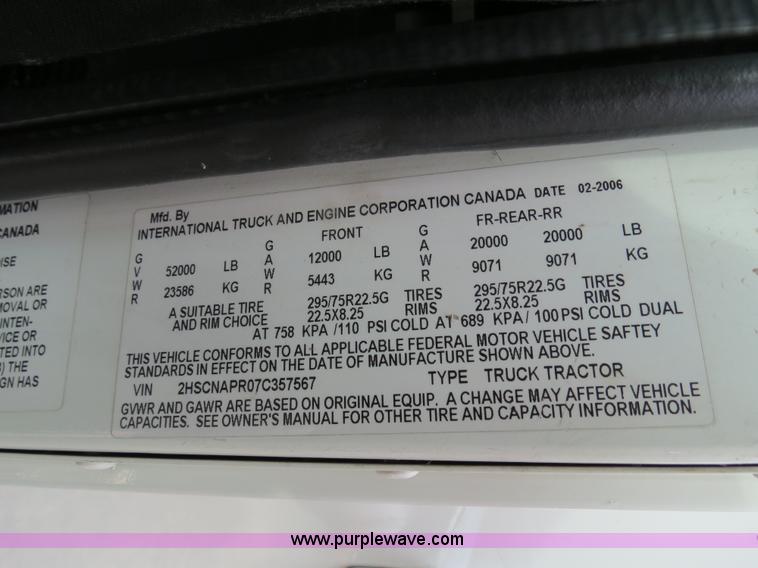 MATION
CANADA
ISE
RSON ARE
MOVAL OR
INTEN-
VICE OR
TED INTO
) THE
GN HAS
Mfd. By
INTERNATIONAL TRUCK AND ENGINE CORPORATION CANADA DATE 02-2006
G V W R 52000 LB 23586 KG
G A W R FRONT 12000 LB 5443 KG
G A W R FR-REAR-RR 20000 20000 LB 9071 9071 KG
A SUITABLE TIRE 295/75R22.5G TIRES 295/75R22.5G TIRES
AND RIM CHOICE 22.5X8.25 RIMS 22.5X8.25 RIMS
AT 758 KPA/110 PSI COLD AT 689 KPA/100 PSI COLD DUAL
THIS VEHICLE CONFORMS TO ALL APPLICABLE FEDERAL MOTOR VEHICLE SAFTEY
STANDARDS IN EFFECT ON THE DATE OF MANUFACTURE SHOWN ABOVE.
VIN 2HSCNAPR07C357567 TYPE TRUCK TRACTOR
GVWR AND GAWR ARE BASED ON ORIGINAL EQUIP. A CHANGE MAY AFFECT VEHICLE
CAPACITIES. SEE OWNER'S MANUAL FOR OTHER TIRE AND CAPACITY INFORMATION.
www.purplewave.com